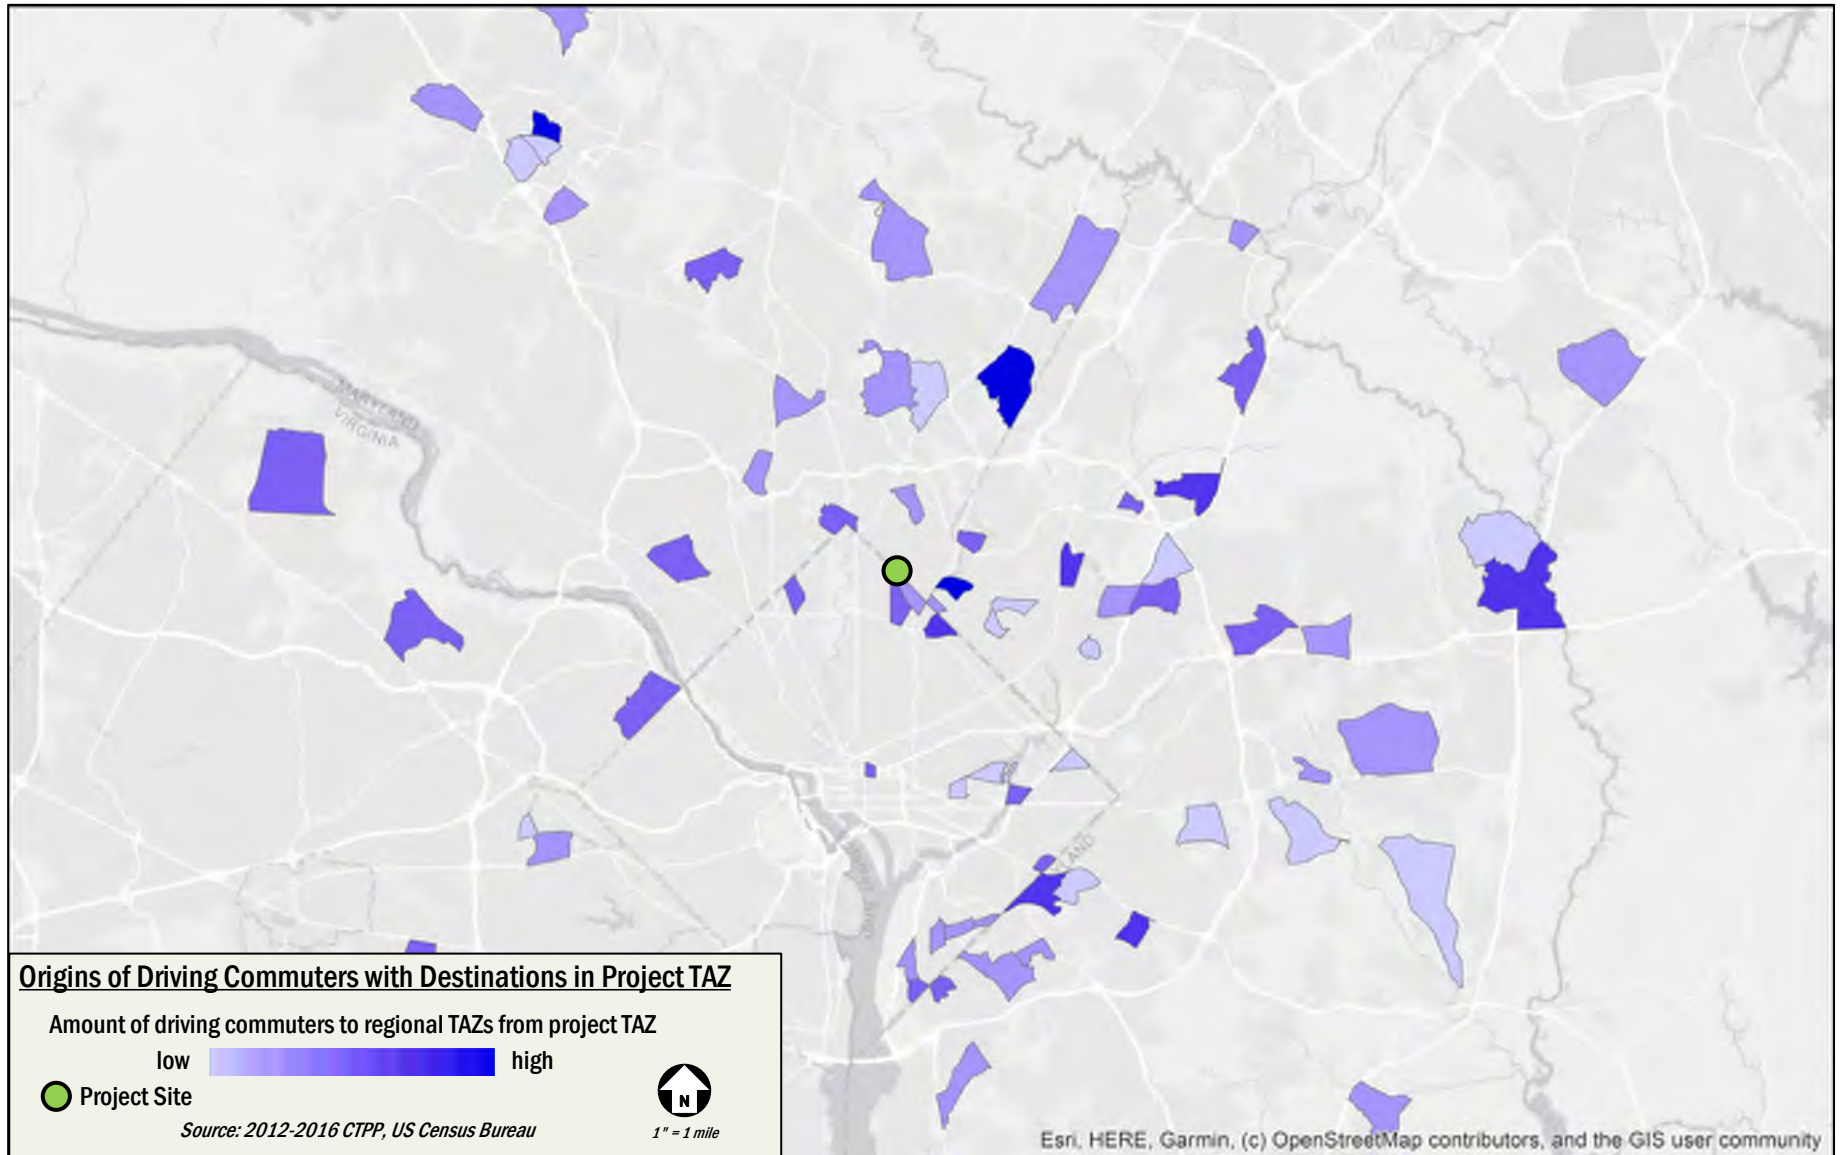 MARYLAND
VIRGINIA
LAND
Origins of Driving Commuters with Destinations in Project TAZ
Amount of driving commuters to regional TAZs from project TAZ
low
high
Project Site
N
Source: 2012-2016 CTPP, US Census Bureau
1" = 1 mile
Esri, HERE, Garmin, (c) OpenStreetMap contributors, and the GIS user community